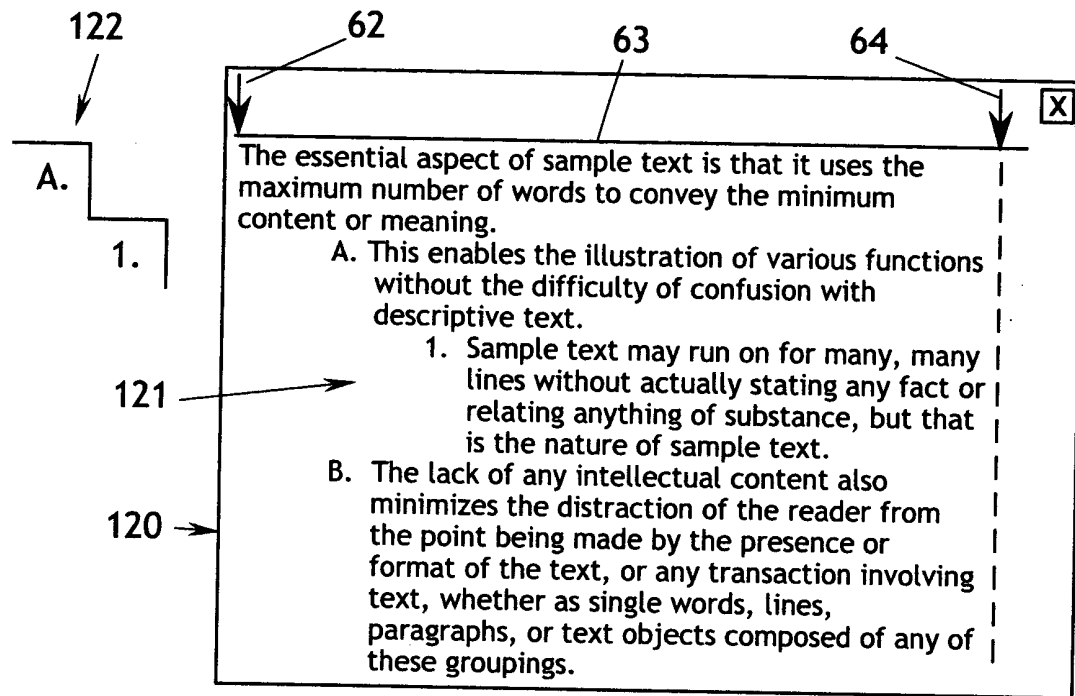 122
62
63
64
X
A.
1.
The essential aspect of sample text is that it uses the
maximum number of words to convey the minimum
content or meaning.
A. This enables the illustration of various functions
without the difficulty of confusion with
descriptive text.
1. Sample text may run on for many, many
lines without actually stating any fact or
relating anything of substance, but that
is the nature of sample text.
121
B. The lack of any intellectual content also
minimizes the distraction of the reader from
the point being made by the presence or
format of the text, or any transaction involving
text, whether as single words, lines,
paragraphs, or text objects composed of any of
these groupings.
120